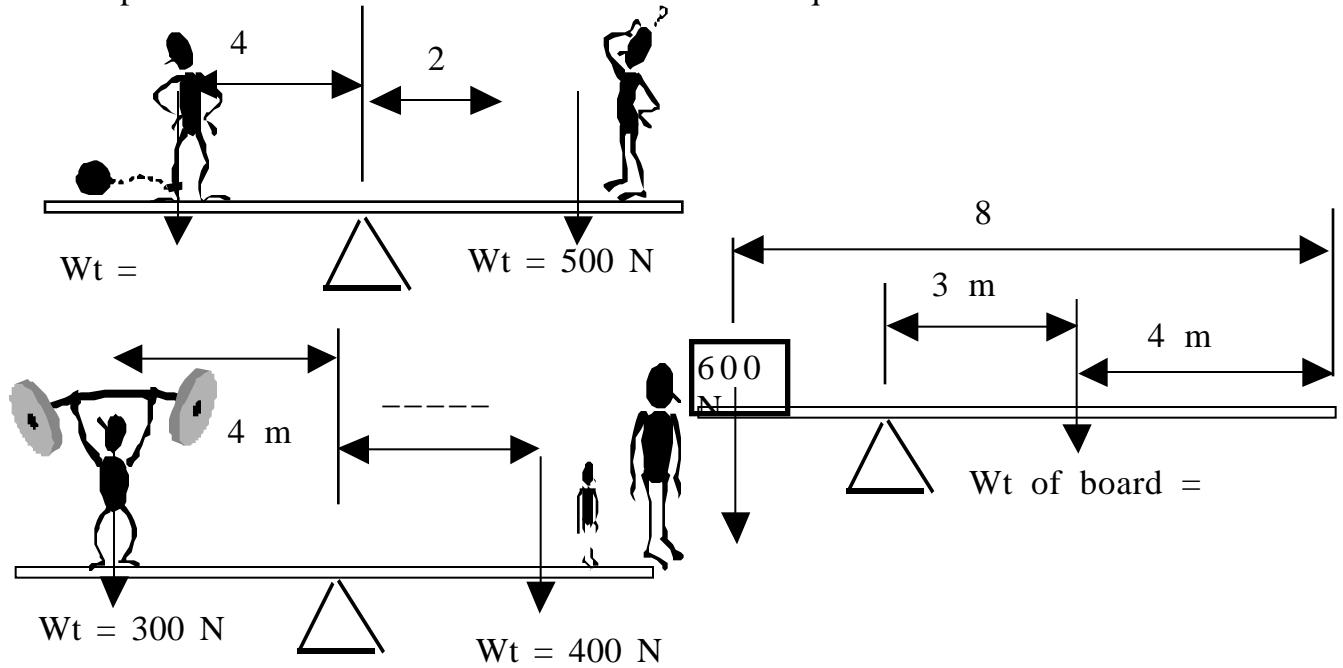 4
2
Wt =
Wt = 500 N
8
3 m
4 m
600
N
Wt of board =
4 m
_____
Wt = 300 N
Wt = 400 N